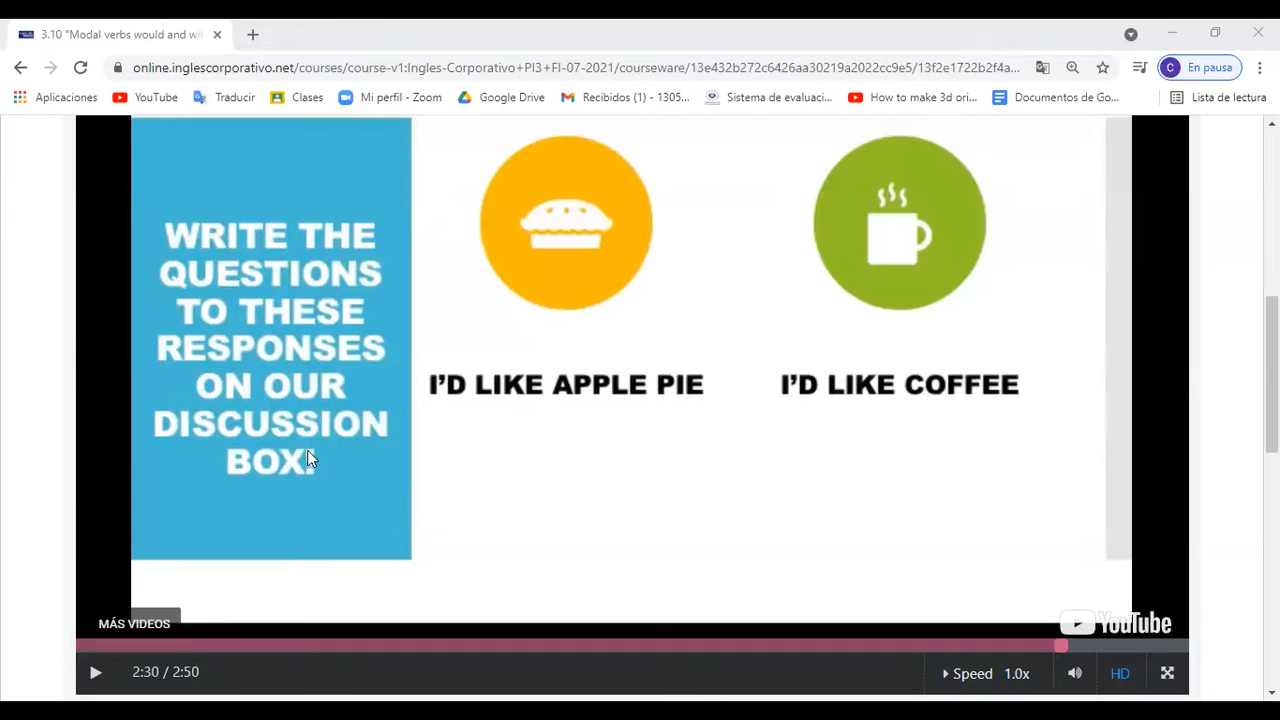 3.10 "Modal verbs would and wi
online.inglescorporativo.net/courses/course-v1:Ingles-Corporativo+PI3+FI-07-2021/courseware/13e432b272c6426aa30219a2022cc9e5/13f2e1722b2f4a...
C En pausa
Aplicaciones YouTube Traducir Clases Mi perfil - Zoom Google Drive Recibidos (1) - 1305... Sistema de evaluaci... How to make 3d ori... Documentos de Go... Lista de lectura
WRITE THE
QUESTIONS
TO THESE
RESPONSES
ON OUR
DISCUSSION
BOX!
I'D LIKE APPLE PIE
I'D LIKE COFFEE
MÁS VIDEOS
YouTube
2:30 / 2:50
Speed 1.0x
HD